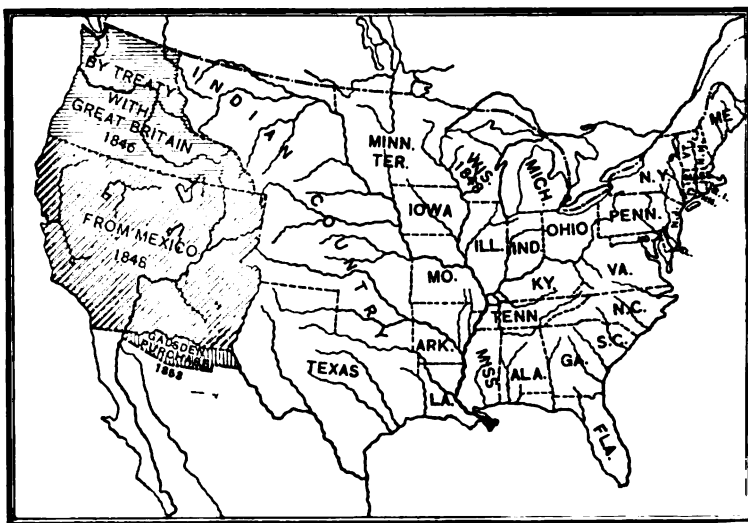 BY TREATY
WITH
GREAT BRITAIN
1846
INDIAN
COUNTRY
FROM MEXICO
1848
GADSDEN
PURCHASE
1853
MINN.
TER.
WIS
1848
MICH.
IOWA
ILL.
IND.
OHIO
MO.
KY.
TENN.
ARK.
TEXAS
LA.
MISS
ALA.
GA.
FLA.
S.C.
N.C.
VA.
PENN.
N.Y.
VT.
N.H.
ME